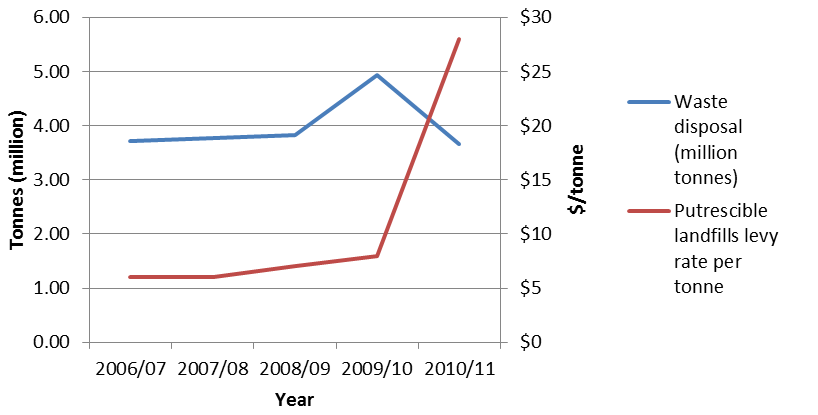 6.00
5.00
4.00
3.00
2.00
1.00
0.00
Tonnes (million)
$30
$25
$20
$15
$10
$5
$0
$/tonne
2006/07 2007/08 2008/09 2009/10 2010/11
Year
Waste
disposal
(million
tonnes)
Putrescible
landfills levy
rate per
tonne